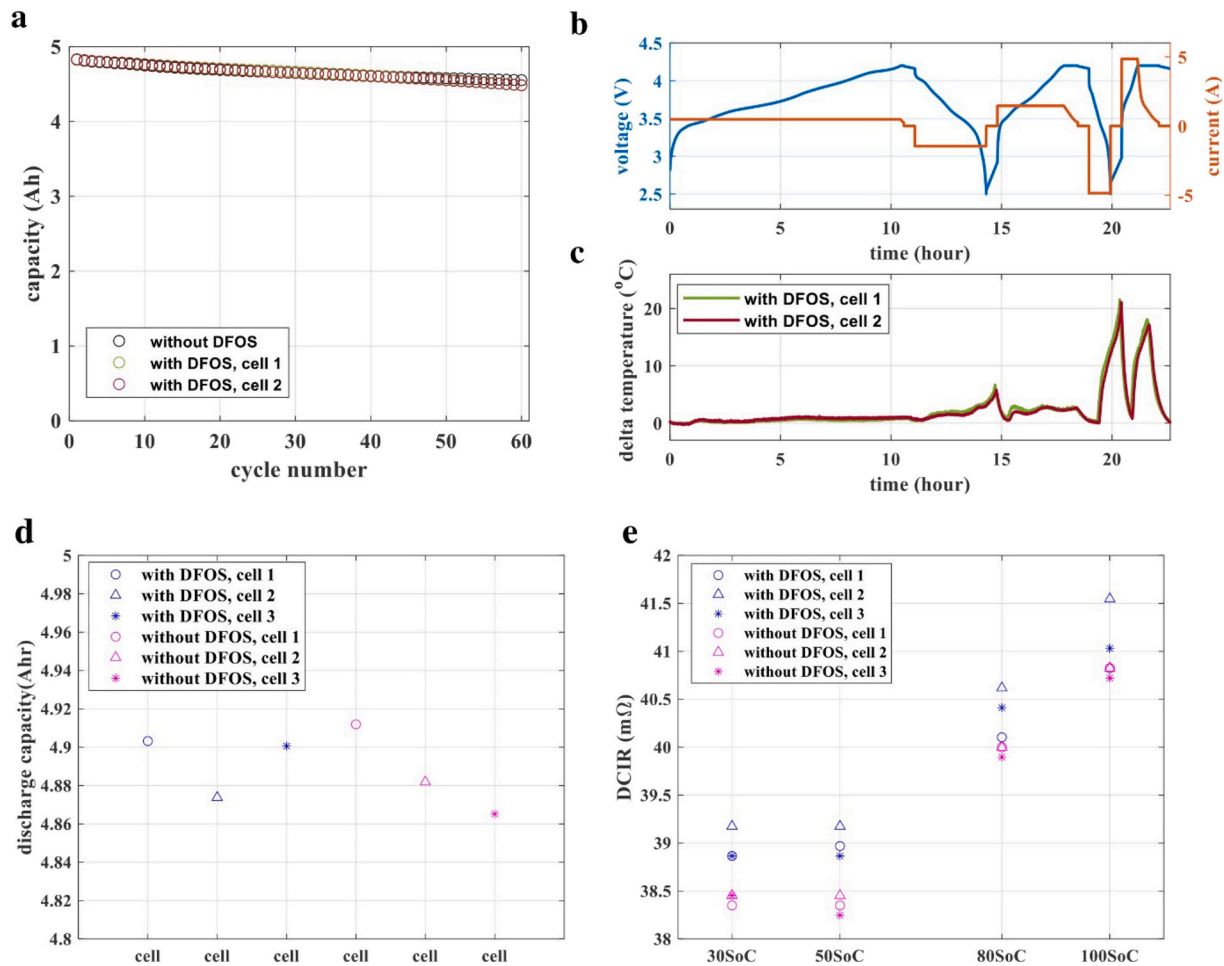 a
5
4
3
2
1
0
capacity (Ah)
without DFOS
with DFOS, cell 1
with DFOS, cell 2
0 10 20 30 40 50 60
cycle number
b
4.5
4
3.5
3
2.5
voltage (V)
5
0
-5
current (A)
0 5 10 15 20
time (hour)
c
20
10
0
delta temperature (°C)
with DFOS, cell 1
with DFOS, cell 2
0 5 10 15 20
time (hour)
d
5
4.98
4.96
4.94
4.92
4.9
4.88
4.86
4.84
4.82
4.8
discharge capacity(Ahr)
with DFOS, cell 1
with DFOS, cell 2
with DFOS, cell 3
without DFOS, cell 1
without DFOS, cell 2
without DFOS, cell 3
cell cell cell cell cell cell
e
42
41.5
41
40.5
40
39.5
39
38.5
38
DCIR (mΩ)
with DFOS, cell 1
with DFOS, cell 2
with DFOS, cell 3
without DFOS, cell 1
without DFOS, cell 2
without DFOS, cell 3
30SoC 50SoC 80SoC 100SoC